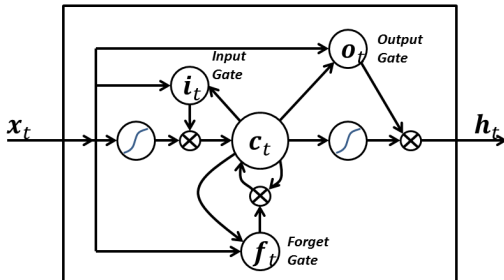 Output
Gate
o_t
Input
Gate
i_t
x_t
c_t
h_t
f_t
Forget
Gate